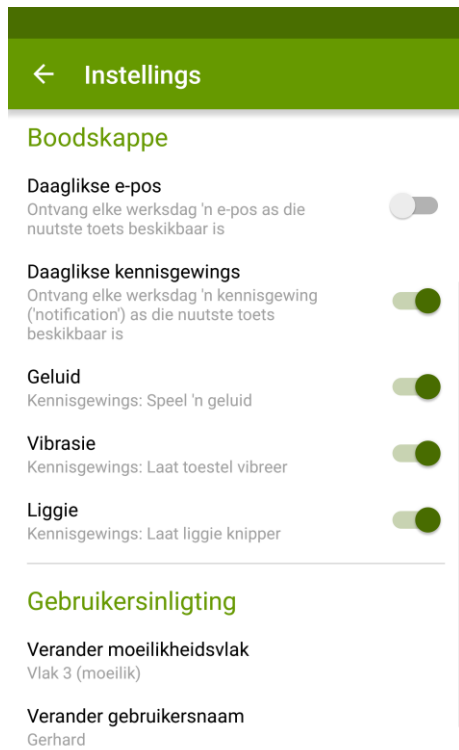 Instellings
Boodskappe
Daaglikse e-pos
Ontvang elke werksdag 'n e-pos as die
nuutste toets beskikbaar is
Daaglikse kennisgewings
Ontvang elke werksdag 'n kennisgewing
('notification') as die nuutste toets
beskikbaar is
Geluid
Kennisgewings: Speel 'n geluid
Vibrasie
Kennisgewings: Laat toestel vibreer
Liggie
Kennisgewings: Laat liggie knipper
Gebruikersinligting
Verander moeilikheidsvlak
Vlak 3 (moeilik)
Verander gebruikersnaam
Gerhard